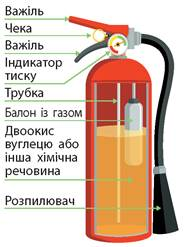 Важіль
Чека
Важіль
Індикатор
тиску
Трубка
Балон із газом
Двоокис
вуглецю або
інша хімічна
речовина
Розпилювач